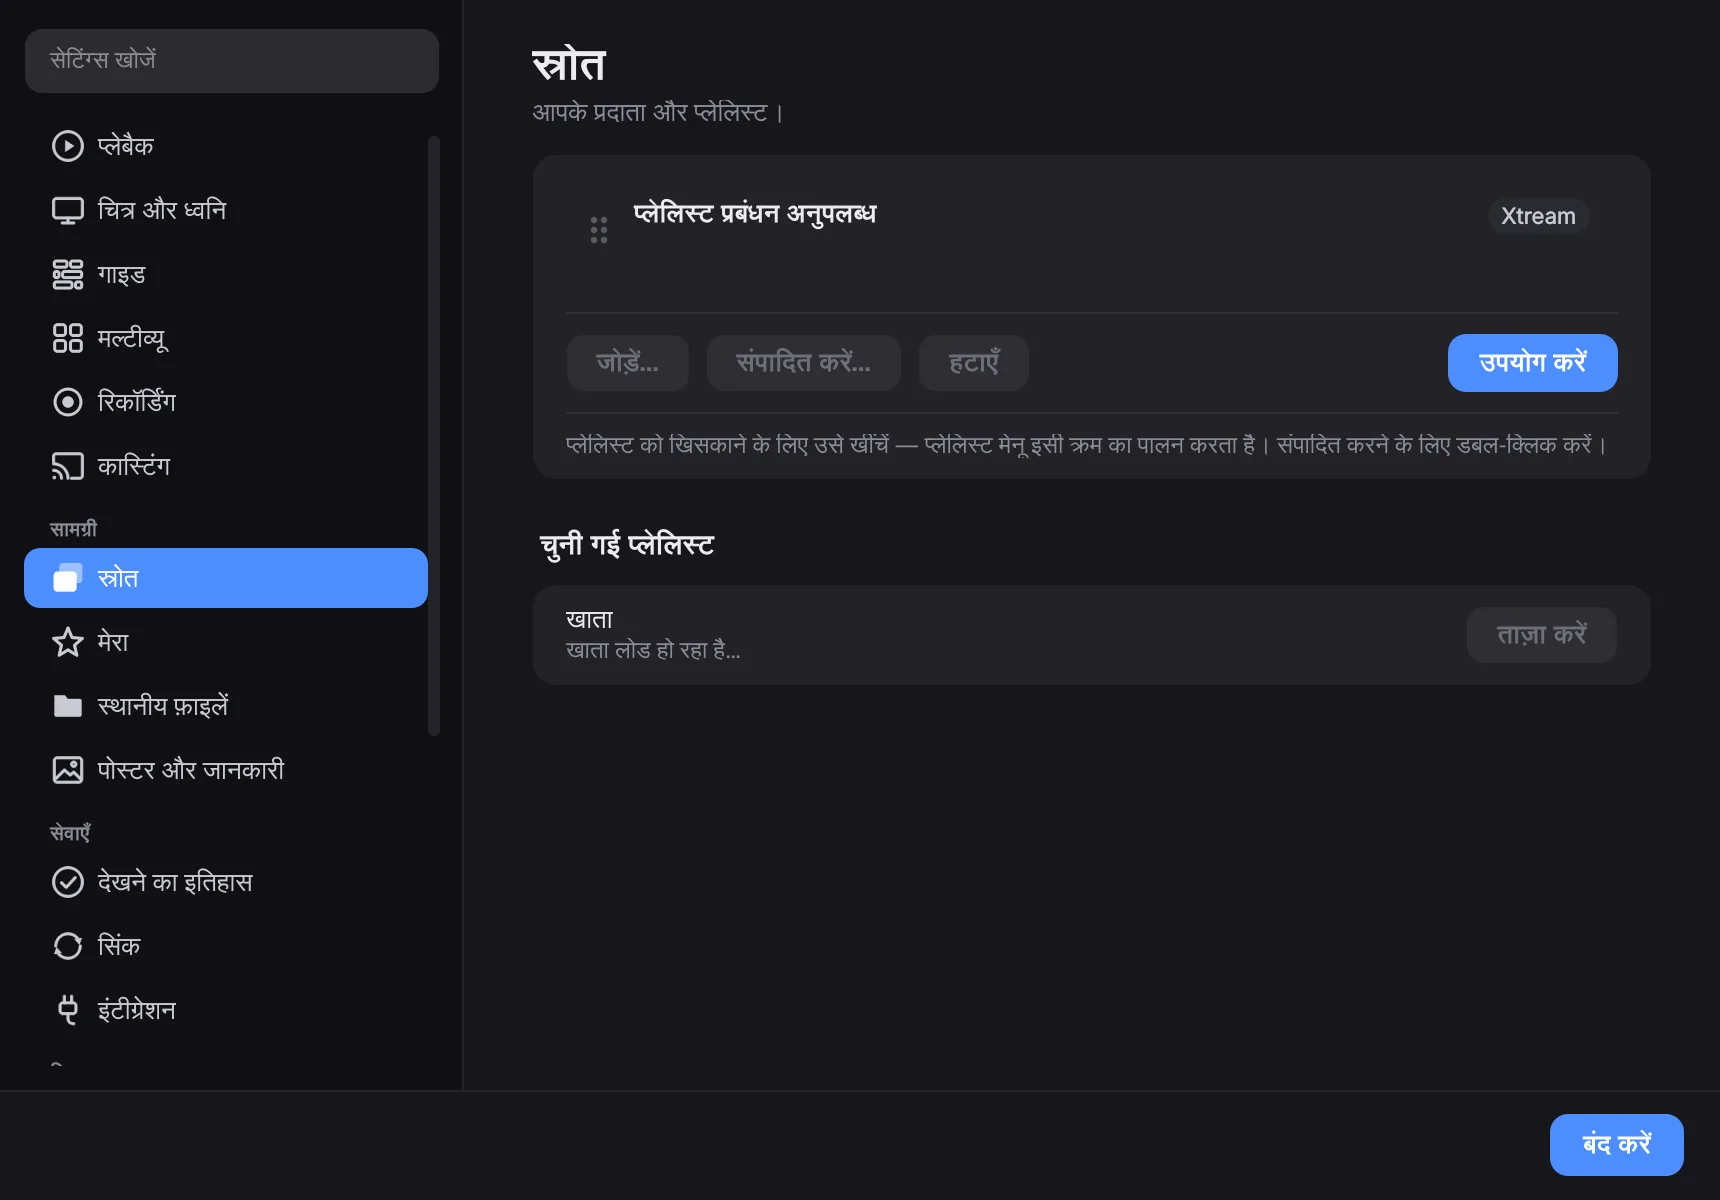 सेटिंग्स खोजें
प्लेबैक
चित्र और ध्वनि
गाइड
मल्टीव्यू
रिकॉर्डिंग
कास्टिंग
सामग्री
स्रोत
मेरा
स्थानीय फ़ाइलें
पोस्टर और जानकारी
सेवाएँ
देखने का इतिहास
सिंक
इंटीग्रेशन
स्रोत
आपके प्रदाता और प्लेलिस्ट।
प्लेलिस्ट प्रबंधन अनुपलब्ध
Xtream
जोड़ें...
संपादित करें...
हटाएँ
उपयोग करें
प्लेलिस्ट को खिसकाने के लिए उसे खींचें — प्लेलिस्ट मेनू इसी क्रम का पालन करता है। संपादित करने के लिए डबल-क्लिक करें।
चुनी गई प्लेलिस्ट
खाता
खाता लोड हो रहा है...
ताज़ा करें
बंद करें